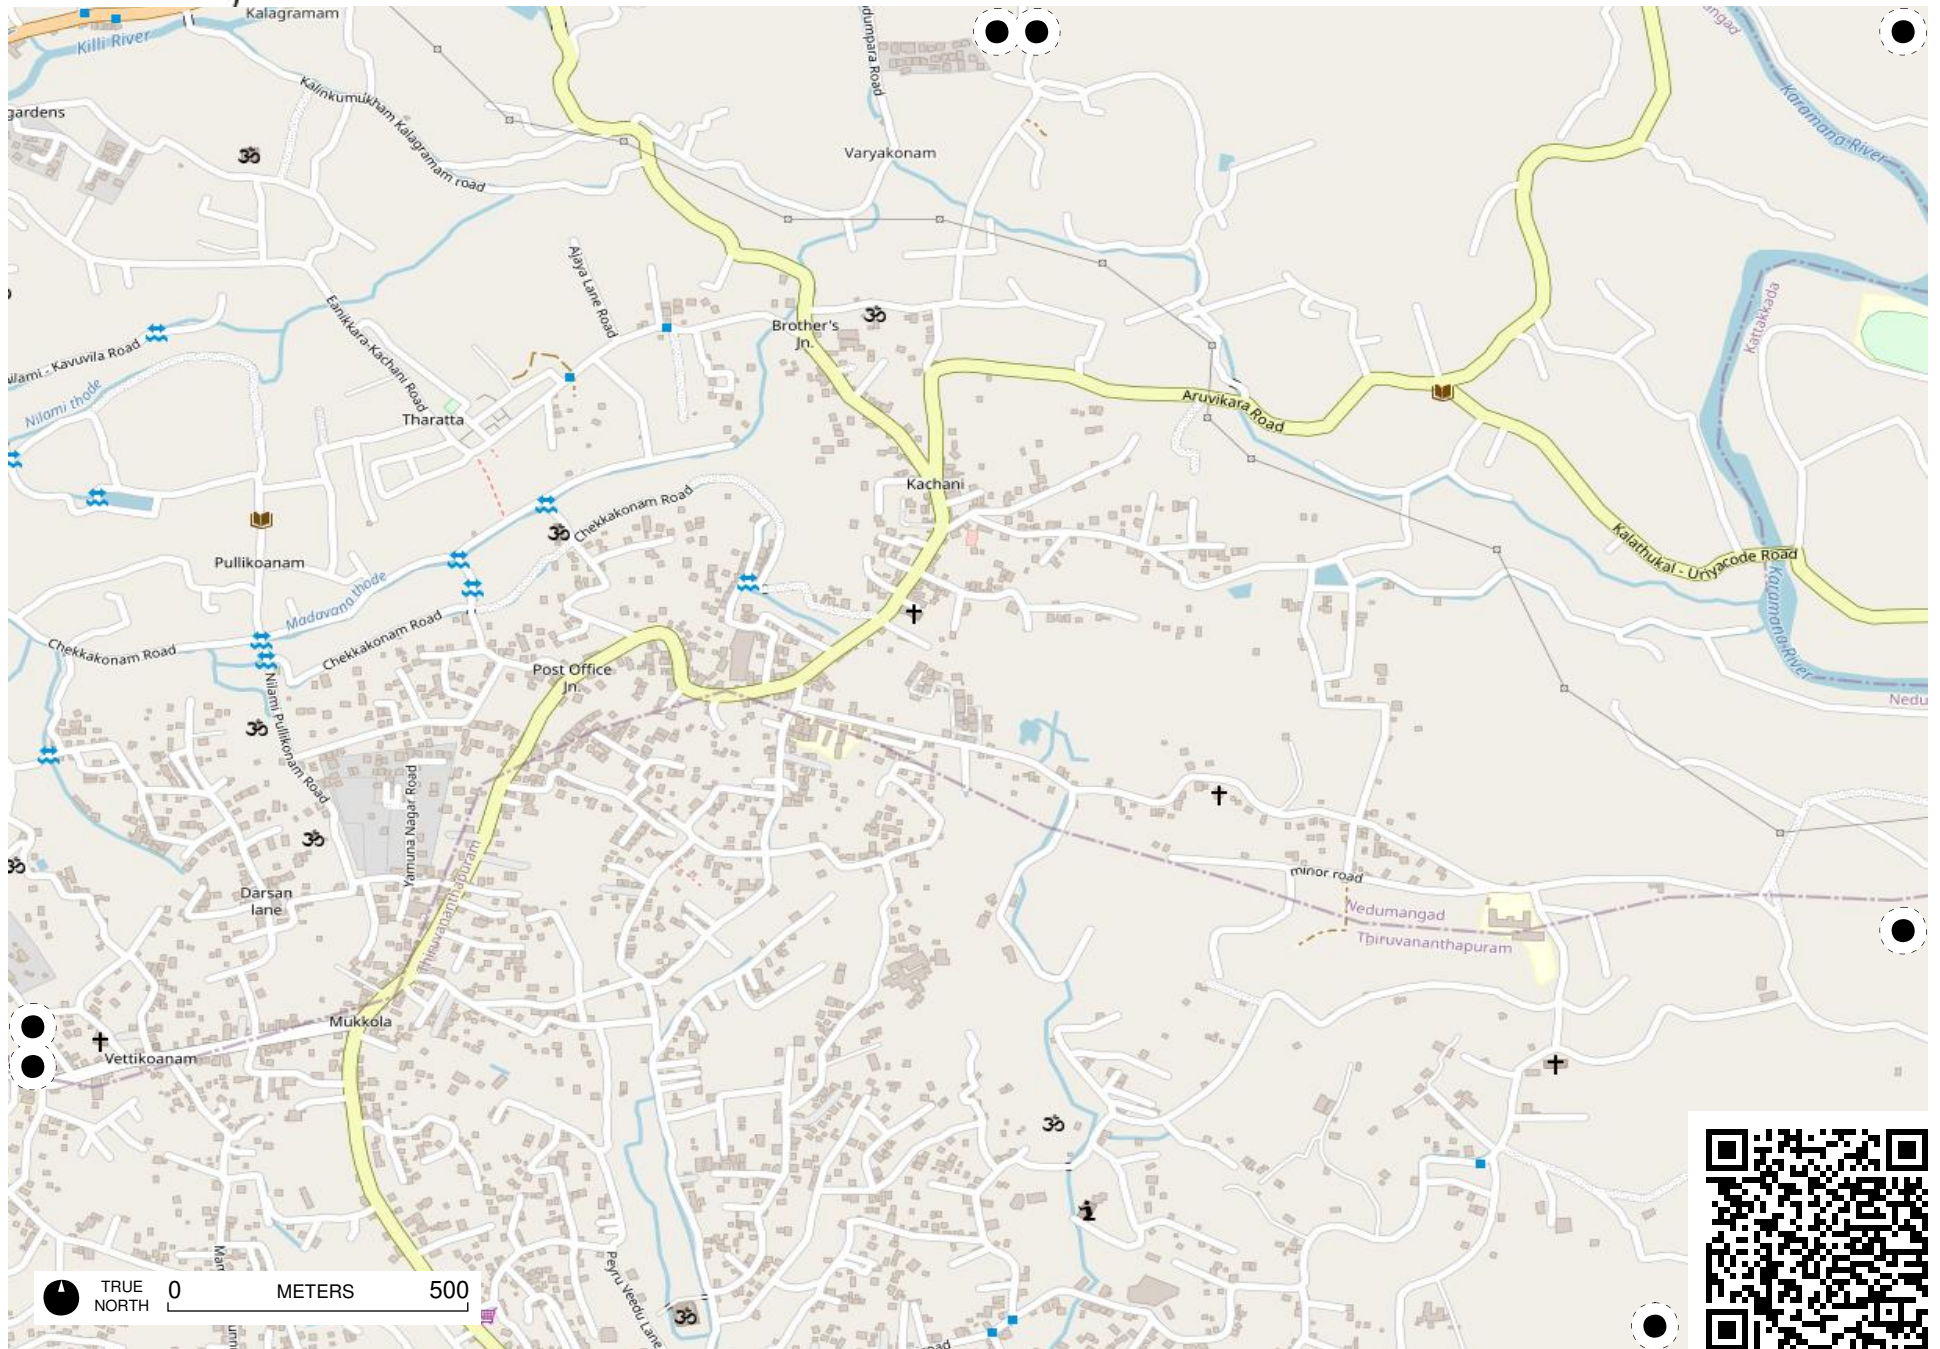 Kalagramam
Killi River
Kalinkumukham Kalagramam road
gardens
Varyakonam
Karamana River
Ajaya Lane Road
Eanikkara-Kachani Road
Brother's
Jn.
Kattakkada
Nilami thode
Tharatta
Aruvikara Road
Kachani
Chekkakonam Road
Pullikoanam
Madavana thode
Kalathukal - Uriyacode Road
Karamana River
Chekkakonam Road
Chekkakonam Road
Post Office
Jn.
Nilami Pullikonam Road
Yamuna Nagar Road
Thiruvananthapuram
Darsan
lane
minor road
Nedumangad
Thiruvananthapuram
Mukkola
Vettikoanam
Peyru Veedu Lane
TRUE
NORTH
0 METERS 500